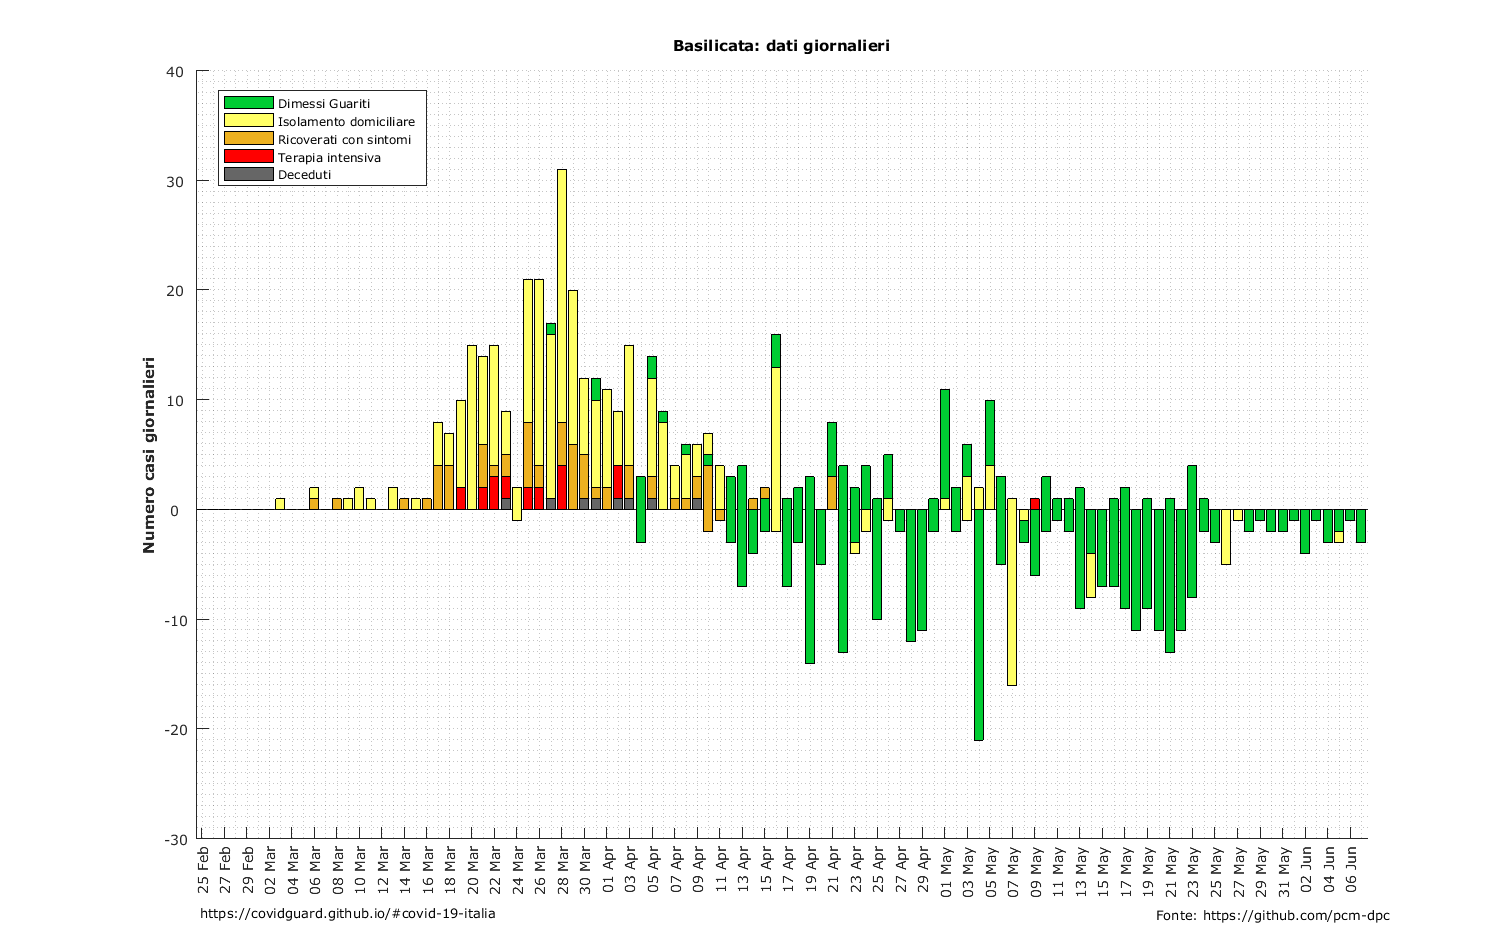 Basilicata: dati giornalieri
Numero casi giornalieri
40
30
20
10
0
-10
-20
-30
Dimessi Guariti
Isolamento domiciliare
Ricoverati con sintomi
Terapia intensiva
Deceduti
25 Feb
27 Feb
29 Feb
02 Mar
04 Mar
06 Mar
08 Mar
10 Mar
12 Mar
14 Mar
16 Mar
18 Mar
20 Mar
22 Mar
24 Mar
26 Mar
28 Mar
30 Mar
01 Apr
03 Apr
05 Apr
07 Apr
09 Apr
11 Apr
13 Apr
15 Apr
17 Apr
19 Apr
21 Apr
23 Apr
25 Apr
27 Apr
29 Apr
01 May
03 May
05 May
07 May
09 May
11 May
13 May
15 May
17 May
19 May
21 May
23 May
25 May
27 May
29 May
31 May
02 Jun
04 Jun
06 Jun
https://covidguard.github.io/#covid-19-italia
Fonte: https://github.com/pcm-dpc